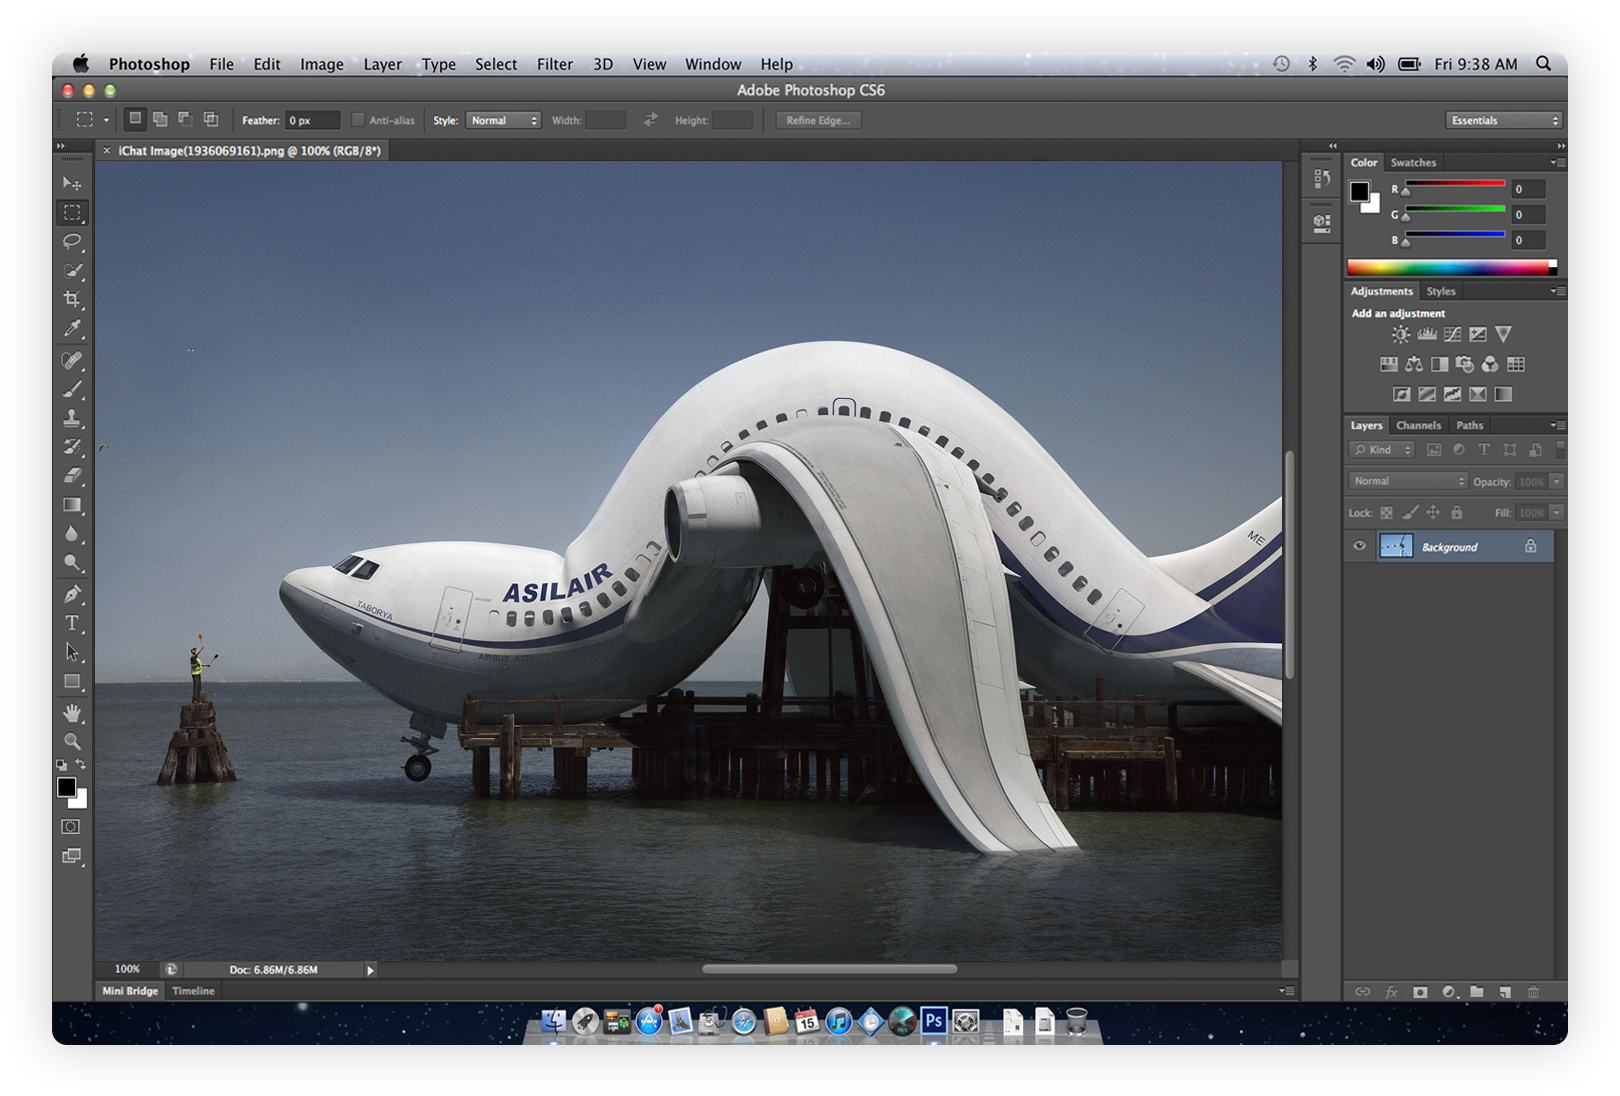 Photoshop File Edit Image Layer Type Select Filter 3D View Window Help Fri 9:38 AM
Adobe Photoshop CS6
Feather: 0 px Anti-alias Style: Normal Width: Height: Refine Edge... Essentials
× iChat Image(1936069161).png @ 100% (RGB/8*)
Color Swatches
R 0
G 0
B 0
Adjustments Styles
Add an adjustment
Layers Channels Paths
Kind
Normal Opacity: 100%
Lock: Fill: 100%
Background
ME
ASILAIR
TABORYA
AIRBUS
100% Doc: 6.86M/6.86M
Mini Bridge Timeline
fx
15
Ps